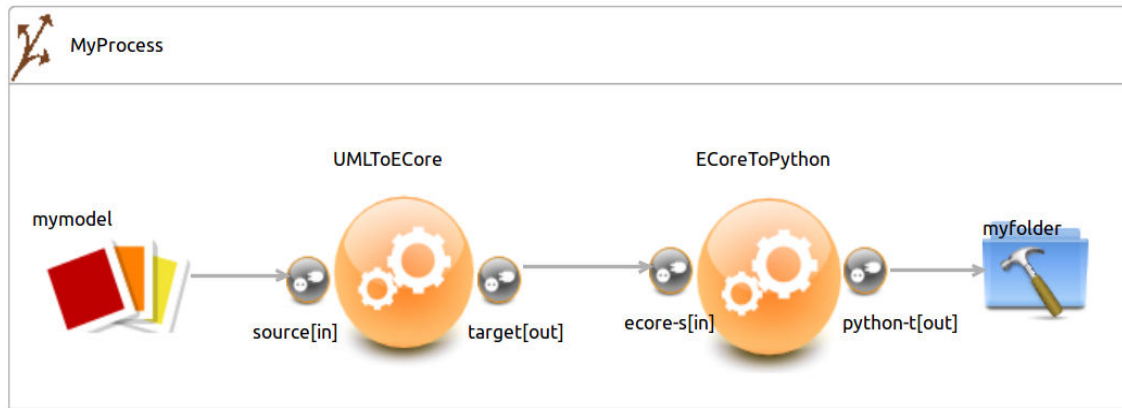 MyProcess
UMLToECore
ECoreToPython
mymodel
myfolder
source[in]
target[out]
ecore-s[in]
python-t[out]